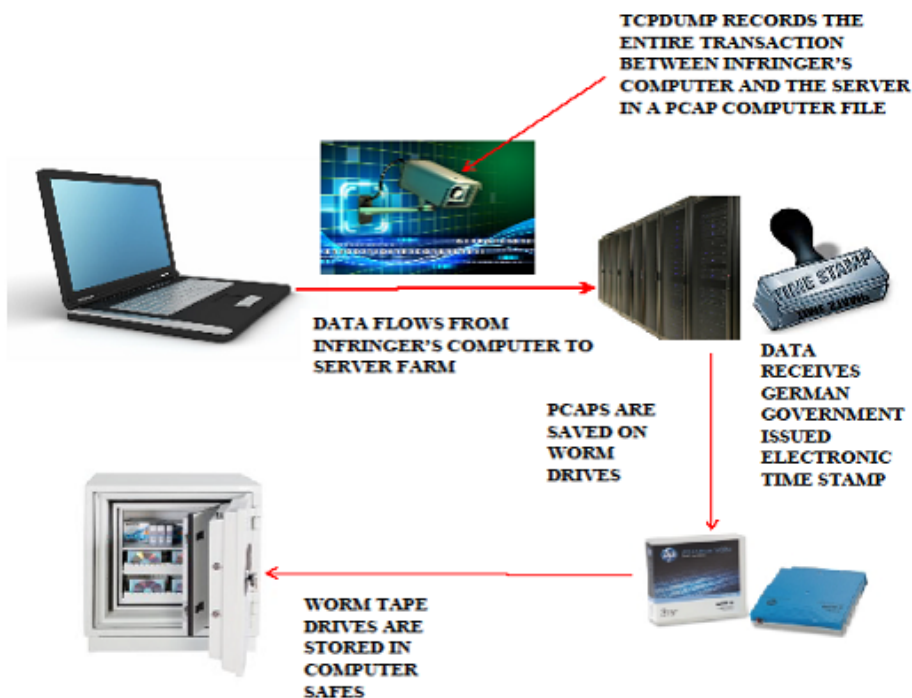 TCPDUMP RECORDS THE
ENTIRE TRANSACTION
BETWEEN INFRINGER'S
COMPUTER AND THE SERVER
IN A PCAP COMPUTER FILE
DATA FLOWS FROM
INFRINGER'S COMPUTER TO
SERVER FARM
TIME STAMP
DATA
RECEIVES
GERMAN
GOVERNMENT
ISSUED
ELECTRONIC
TIME STAMP
PCAPS ARE
SAVED ON
WORM
DRIVES
WORM TAPE
DRIVES ARE
STORED IN
COMPUTER
SAFES